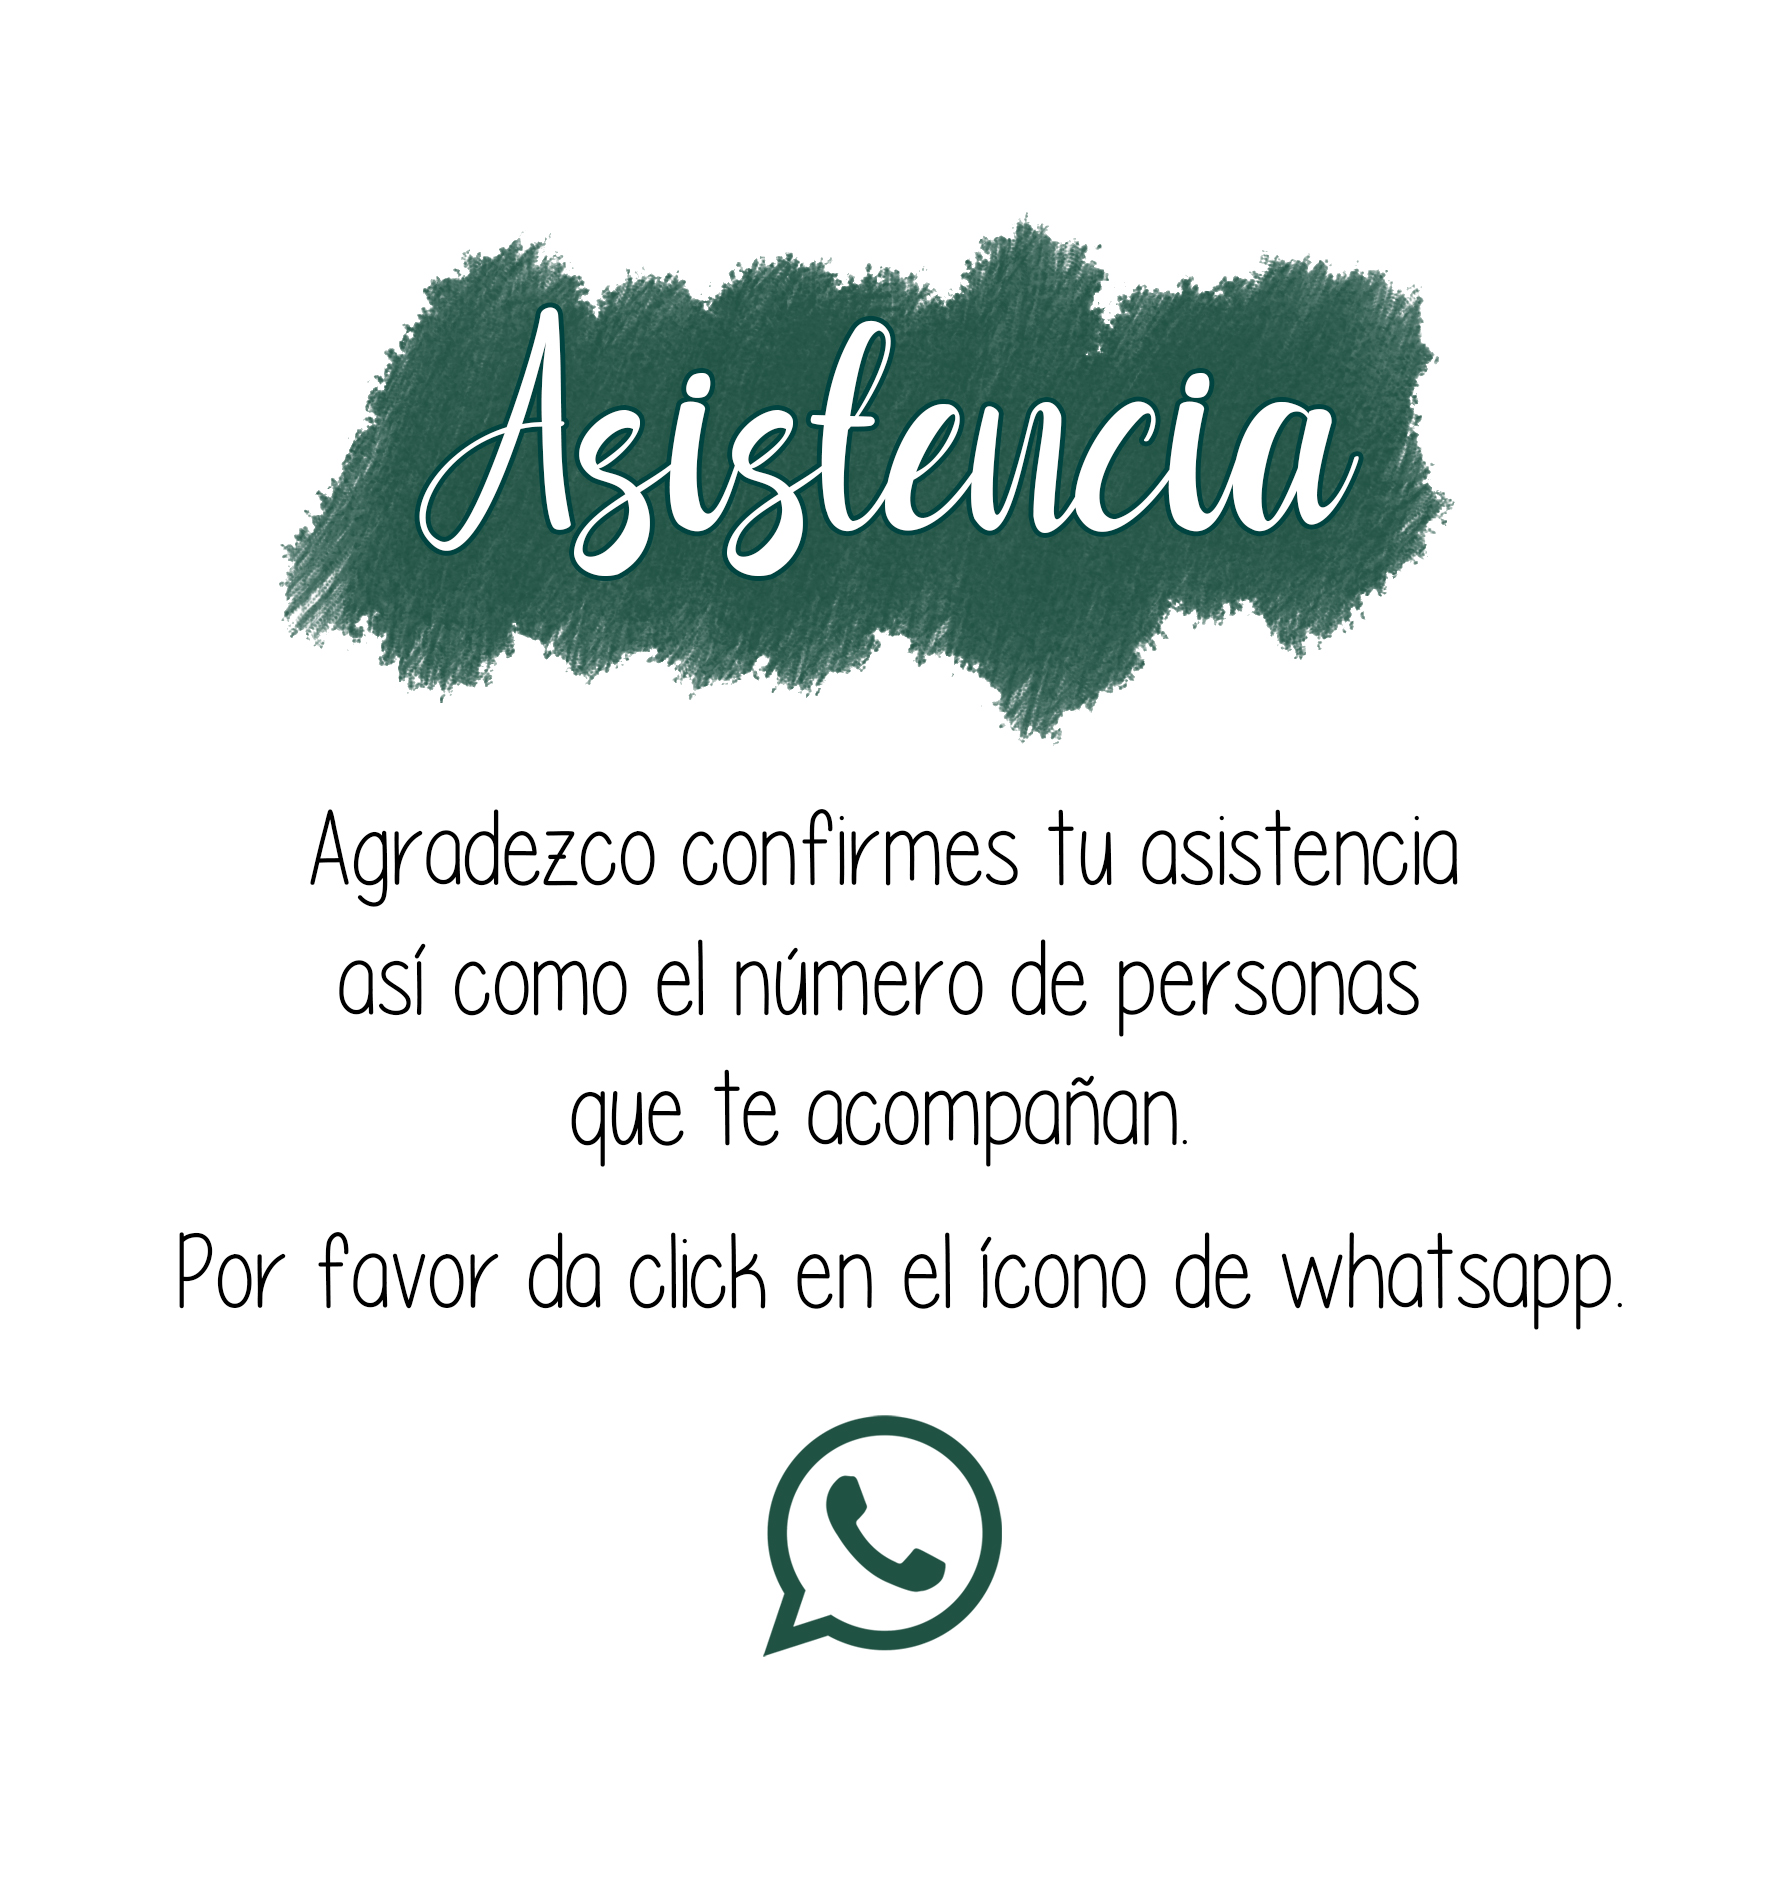 Asistencia
Agradezco confirmes tu asistencia
así como el número de personas
que te acompañan.
Por favor da click en el ícono de whatsapp.